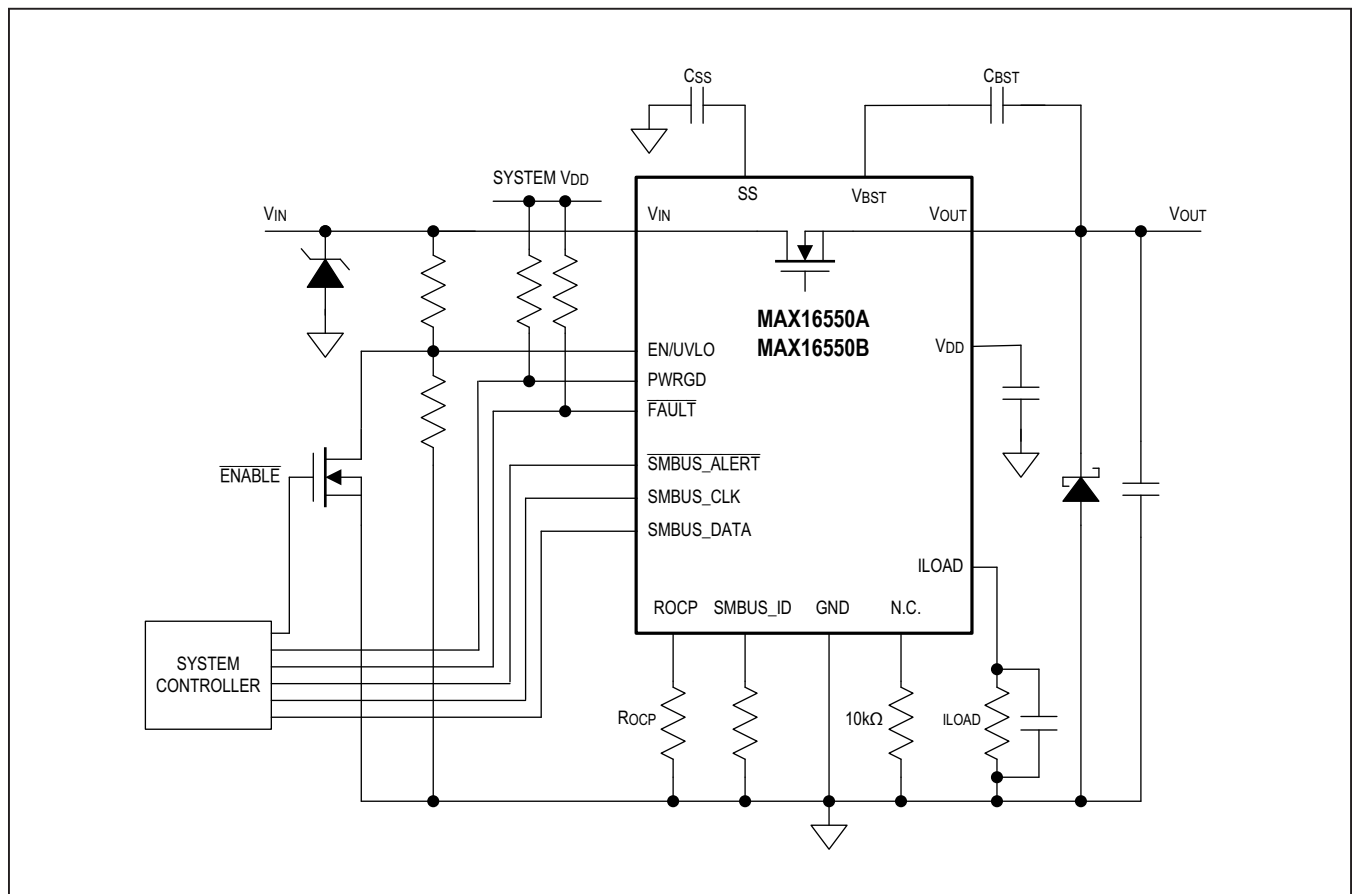 CSS
CBST
SYSTEM VDD
SS
VBST
VIN
VIN
VOUT
VOUT
MAX16550A
MAX16550B
VDD
EN/UVLO
PWRGD
FAULT
ENABLE
SMBUS_ALERT
SMBUS_CLK
SMBUS_DATA
ILOAD
ROCP
SMBUS_ID
GND
N.C.
SYSTEM
CONTROLLER
ROCP
10kΩ
ILOAD